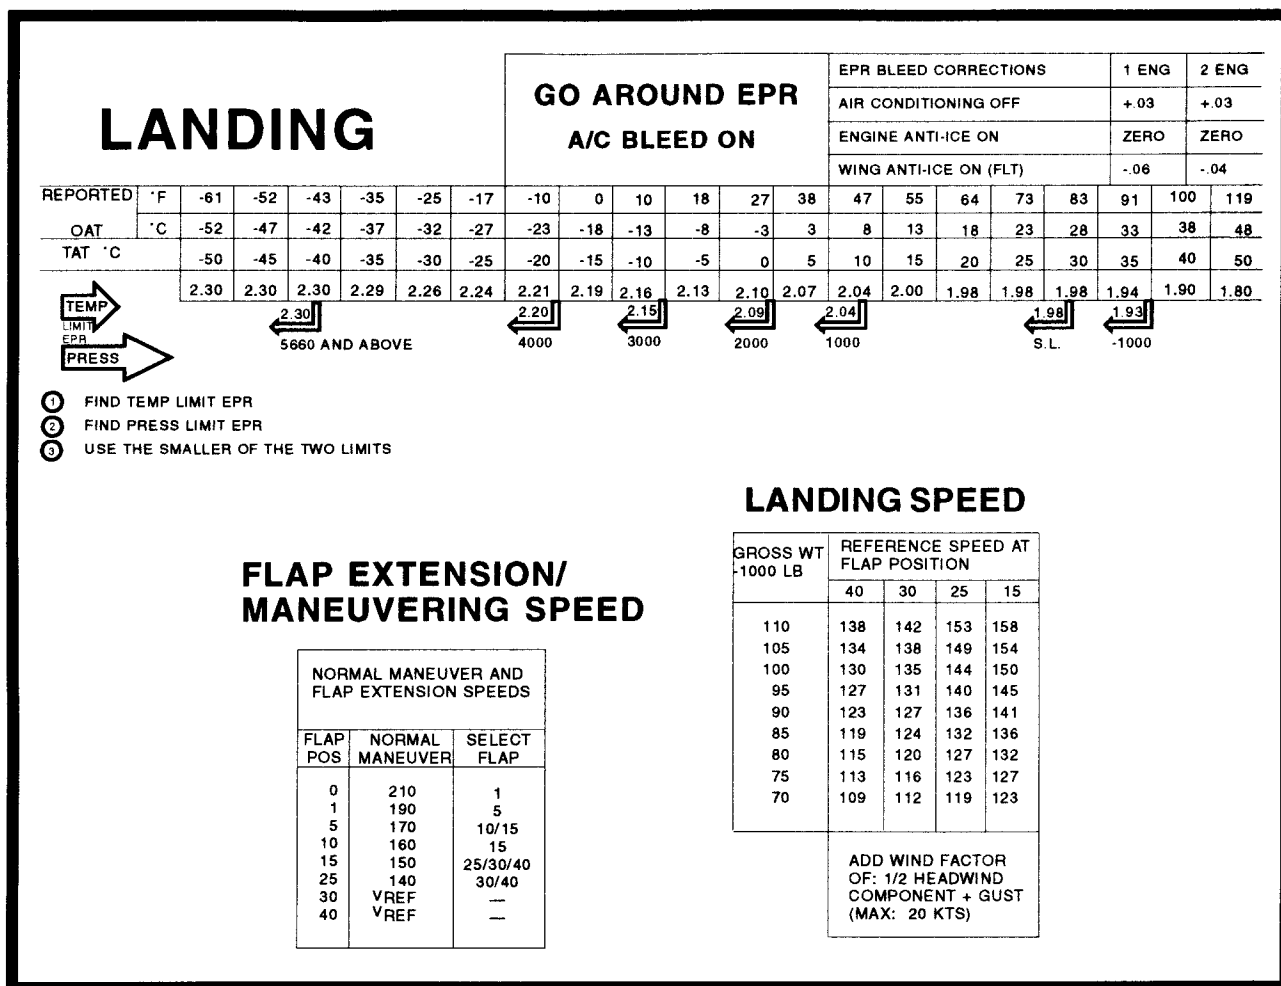 LANDING
GO AROUND EPR
A/C BLEED ON
EPR BLEED CORRECTIONS 1 ENG 2 ENG
AIR CONDITIONING OFF +.03 +.03
ENGINE ANTI-ICE ON ZERO ZERO
WING ANTI-ICE ON (FLT) -.06 -.04
REPORTED °F -61 -52 -43 -35 -25 -17 -10 0 10 18 27 38 47 55 64 73 83 91 100 119
OAT °C -52 -47 -42 -37 -32 -27 -23 -18 -13 -8 -3 3 8 13 18 23 28 33 38 48
TAT °C -50 -45 -40 -35 -30 -25 -20 -15 -10 -5 0 5 10 15 20 25 30 35 40 50
TEMP 2.30 2.30 2.30 2.29 2.26 2.24 2.21 2.19 2.16 2.13 2.10 2.07 2.04 2.00 1.98 1.98 1.98 1.94 1.90 1.80
LIMIT
EPR
PRESS
2.30 2.20 2.15 2.09 2.04 1.98 1.93
5660 AND ABOVE 4000 3000 2000 1000 S.L. -1000
1 FIND TEMP LIMIT EPR
2 FIND PRESS LIMIT EPR
3 USE THE SMALLER OF THE TWO LIMITS
FLAP EXTENSION/
MANEUVERING SPEED
NORMAL MANEUVER AND
FLAP EXTENSION SPEEDS
FLAP NORMAL SELECT
POS MANEUVER FLAP
0 210 1
1 190 5
5 170 10/15
10 160 15
15 150 25/30/40
25 140 30/40
30 VREF —
40 VREF —
LANDING SPEED
GROSS WT REFERENCE SPEED AT
-1000 LB FLAP POSITION
40 30 25 15
110 138 142 153 158
105 134 138 149 154
100 130 135 144 150
95 127 131 140 145
90 123 127 136 141
85 119 124 132 136
80 115 120 127 132
75 113 116 123 127
70 109 112 119 123
ADD WIND FACTOR
OF: 1/2 HEADWIND
COMPONENT + GUST
(MAX: 20 KTS)